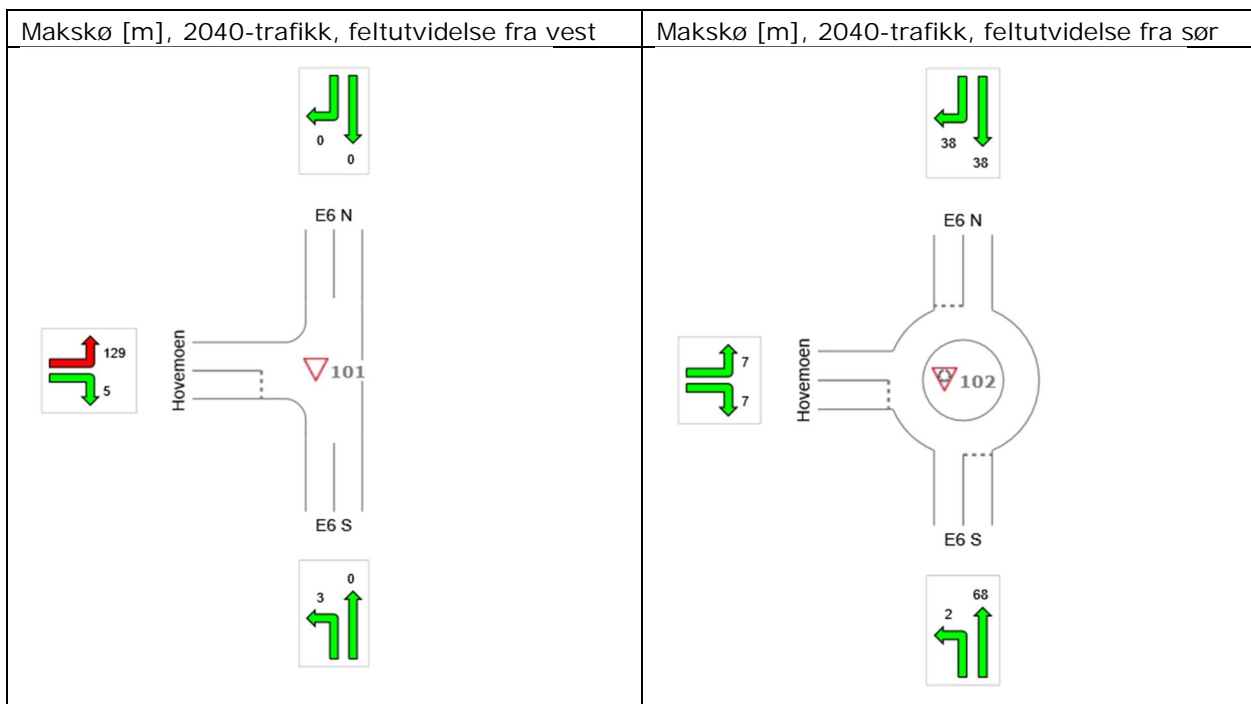 Makskø [m], 2040-trafikk, feltutvidelse fra vest
0
0
E6 N
129
5
Hovemoen
101
E6 S
3
0
Makskø [m], 2040-trafikk, feltutvidelse fra sør
38
38
E6 N
7
7
Hovemoen
102
E6 S
2
68